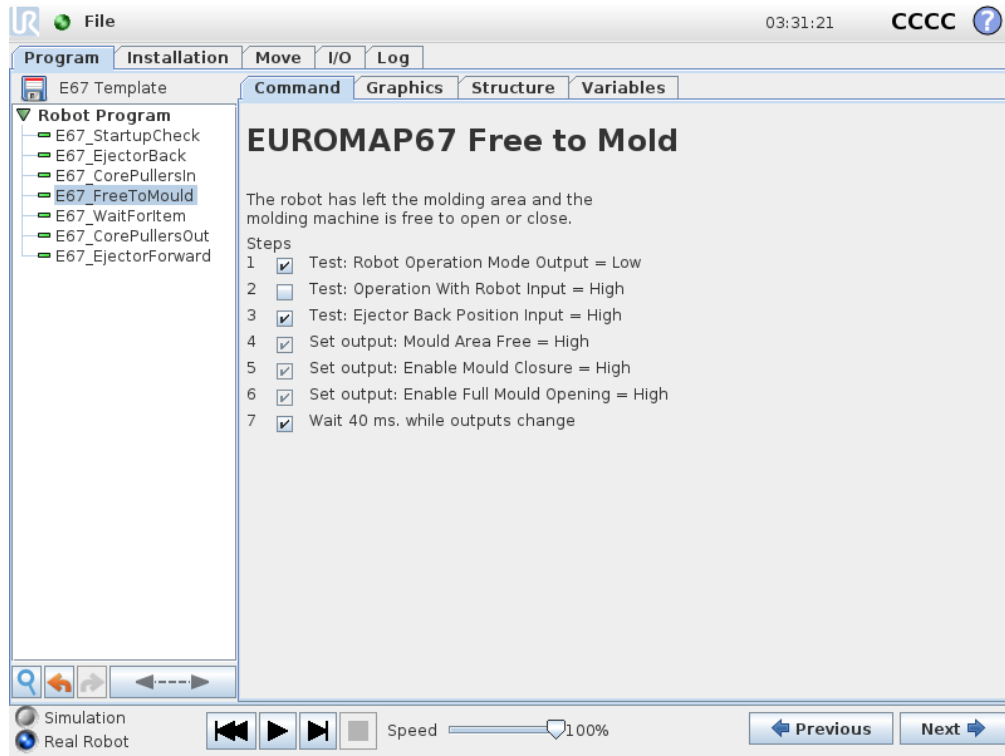 UR File 03:31:21 CCCC ?
Program Installation Move I/O Log
E67 Template
Command Graphics Structure Variables
Robot Program
E67_StartupCheck
E67_EjectorBack
E67_CorePullersIn
E67_FreeToMould
E67_WaitForItem
E67_CorePullersOut
E67_EjectorForward
EUROMAP67 Free to Mold
The robot has left the molding area and the
molding machine is free to open or close.
Steps
1 Test: Robot Operation Mode Output = Low
2 Test: Operation With Robot Input = High
3 Test: Ejector Back Position Input = High
4 Set output: Mould Area Free = High
5 Set output: Enable Mould Closure = High
6 Set output: Enable Full Mould Opening = High
7 Wait 40 ms. while outputs change
Simulation
Real Robot
Speed 100%
Previous Next